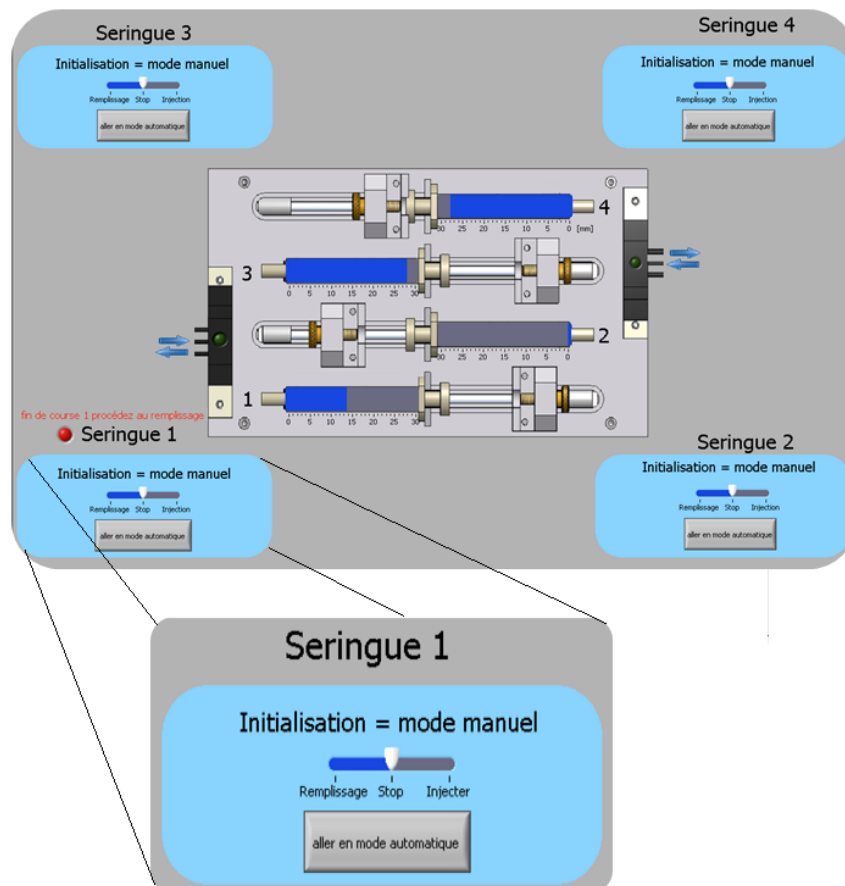 Seringue 3
Initialisation = mode manuel
Remplissage Stop Injection
aller en mode automatique
Seringue 4
Initialisation = mode manuel
Remplissage Stop Injection
aller en mode automatique
4
30 25 20 15 10 5 0 [mm]
3
0 5 10 15 20 25 30
2
30 25 20 15 10 5 0
1
0 5 10 15 20 25 30
fin de course 1 procédez au remplissage
Seringue 1
Initialisation = mode manuel
Remplissage Stop Injection
aller en mode automatique
Seringue 2
Initialisation = mode manuel
Remplissage Stop Injection
aller en mode automatique
Seringue 1
Initialisation = mode manuel
Remplissage Stop Injecter
aller en mode automatique